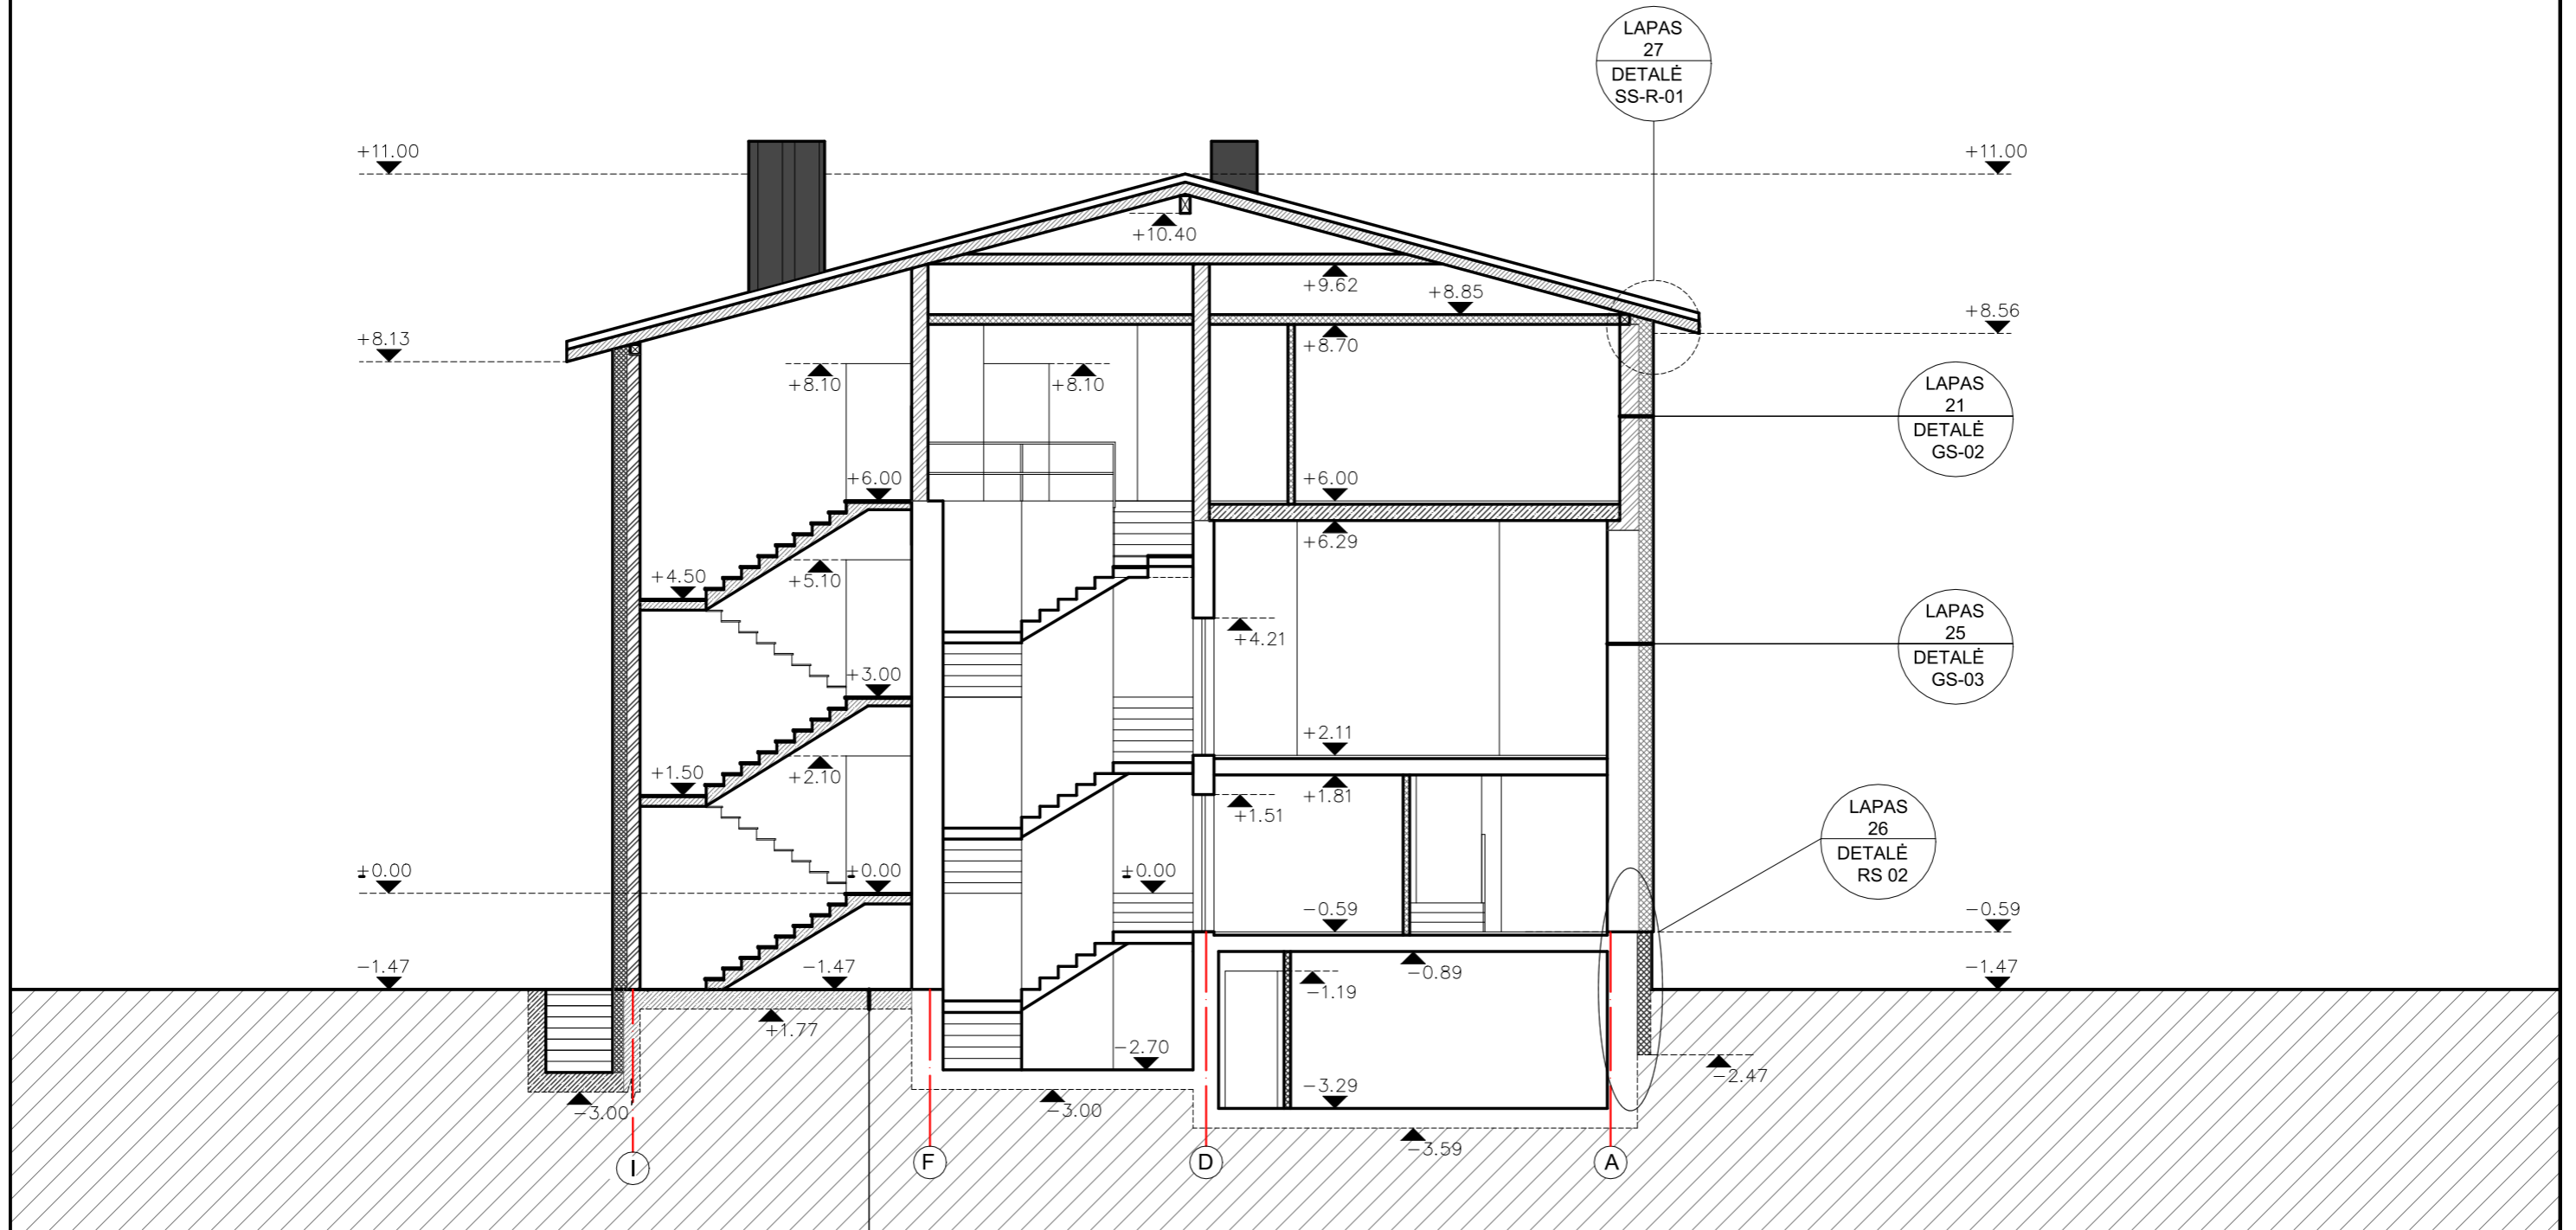 LAPAS
27
DETALĖ
SS-R-01
+11.00
+11.00
+10.40
+9.62
+8.85
+8.56
+8.13
+8.70
+8.10
+8.10
LAPAS
21
DETALĖ
GS-02
+6.00
+6.00
+6.29
+5.10
+4.50
+4.21
LAPAS
25
DETALĖ
GS-03
+3.00
+2.11
+2.10
+1.50
+1.81
+1.51
LAPAS
26
DETALĖ
RS 02
±0.00
±0.00
±0.00
−0.59
−0.59
−1.47
−1.47
−0.89
−1.47
−1.19
+1.77
−2.70
−2.47
−3.29
−3.00
−3.00
−3.59
I
F
D
A